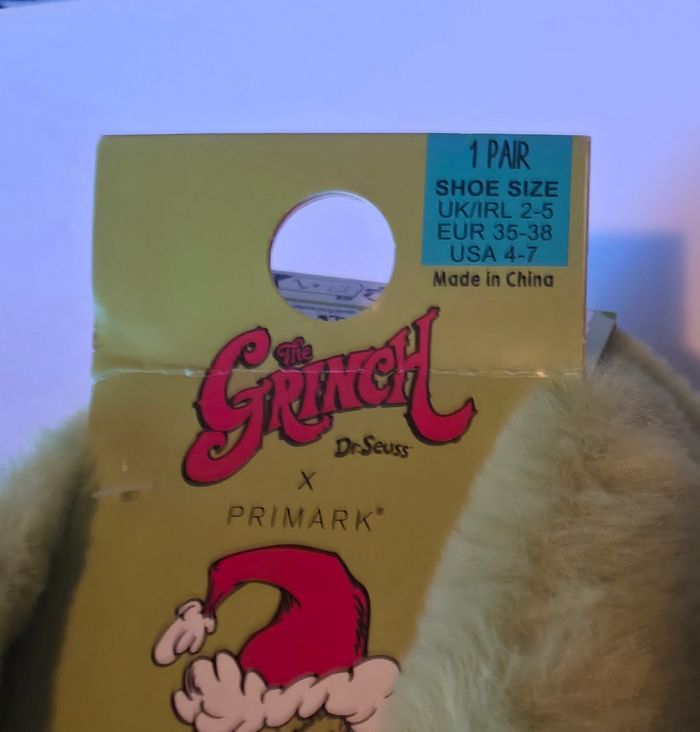 1 PAIR
SHOE SIZE
UK/IRL 2-5
EUR 35-38
USA 4-7
Made in China
The
GRINCH
Dr. Seuss
X
PRIMARK®